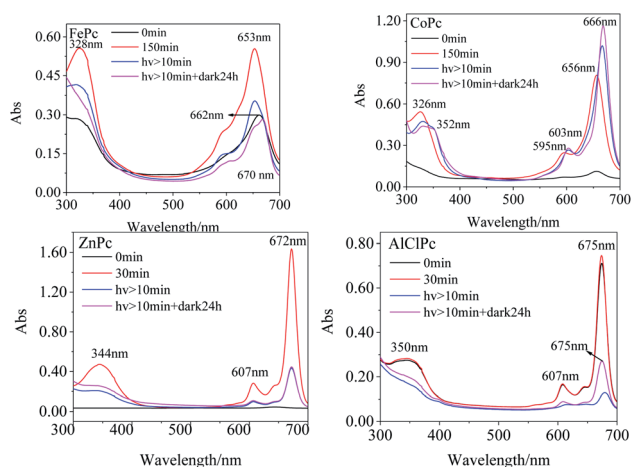 FePc
328nm
0min
150min
hv>10min
hv>10min+dark24h
653nm
662nm
670 nm
0.60
0.45
0.30
0.15
0.00
Abs
300 400 500 600 700
Wavelength/nm
CoPc
0min
150min
hv>10min
hv>10min+dark24h
666nm
656nm
326nm
352nm
603nm
595nm
1.20
0.90
0.60
0.30
0.00
Abs
300 400 500 600 700
Wavelength/nm
ZnPc
0min
30min
hv>10min
hv>10min+dark24h
672nm
344nm
607nm
1.60
1.20
0.80
0.40
0.00
Abs
300 400 500 600 700
Wavelength/nm
AlClPc
0min
30min
hv>10min
hv>10min+dark24h
675nm
675nm
350nm
607nm
0.80
0.60
0.40
0.20
0.00
Abs
300 400 500 600 700
Wavelength/nm